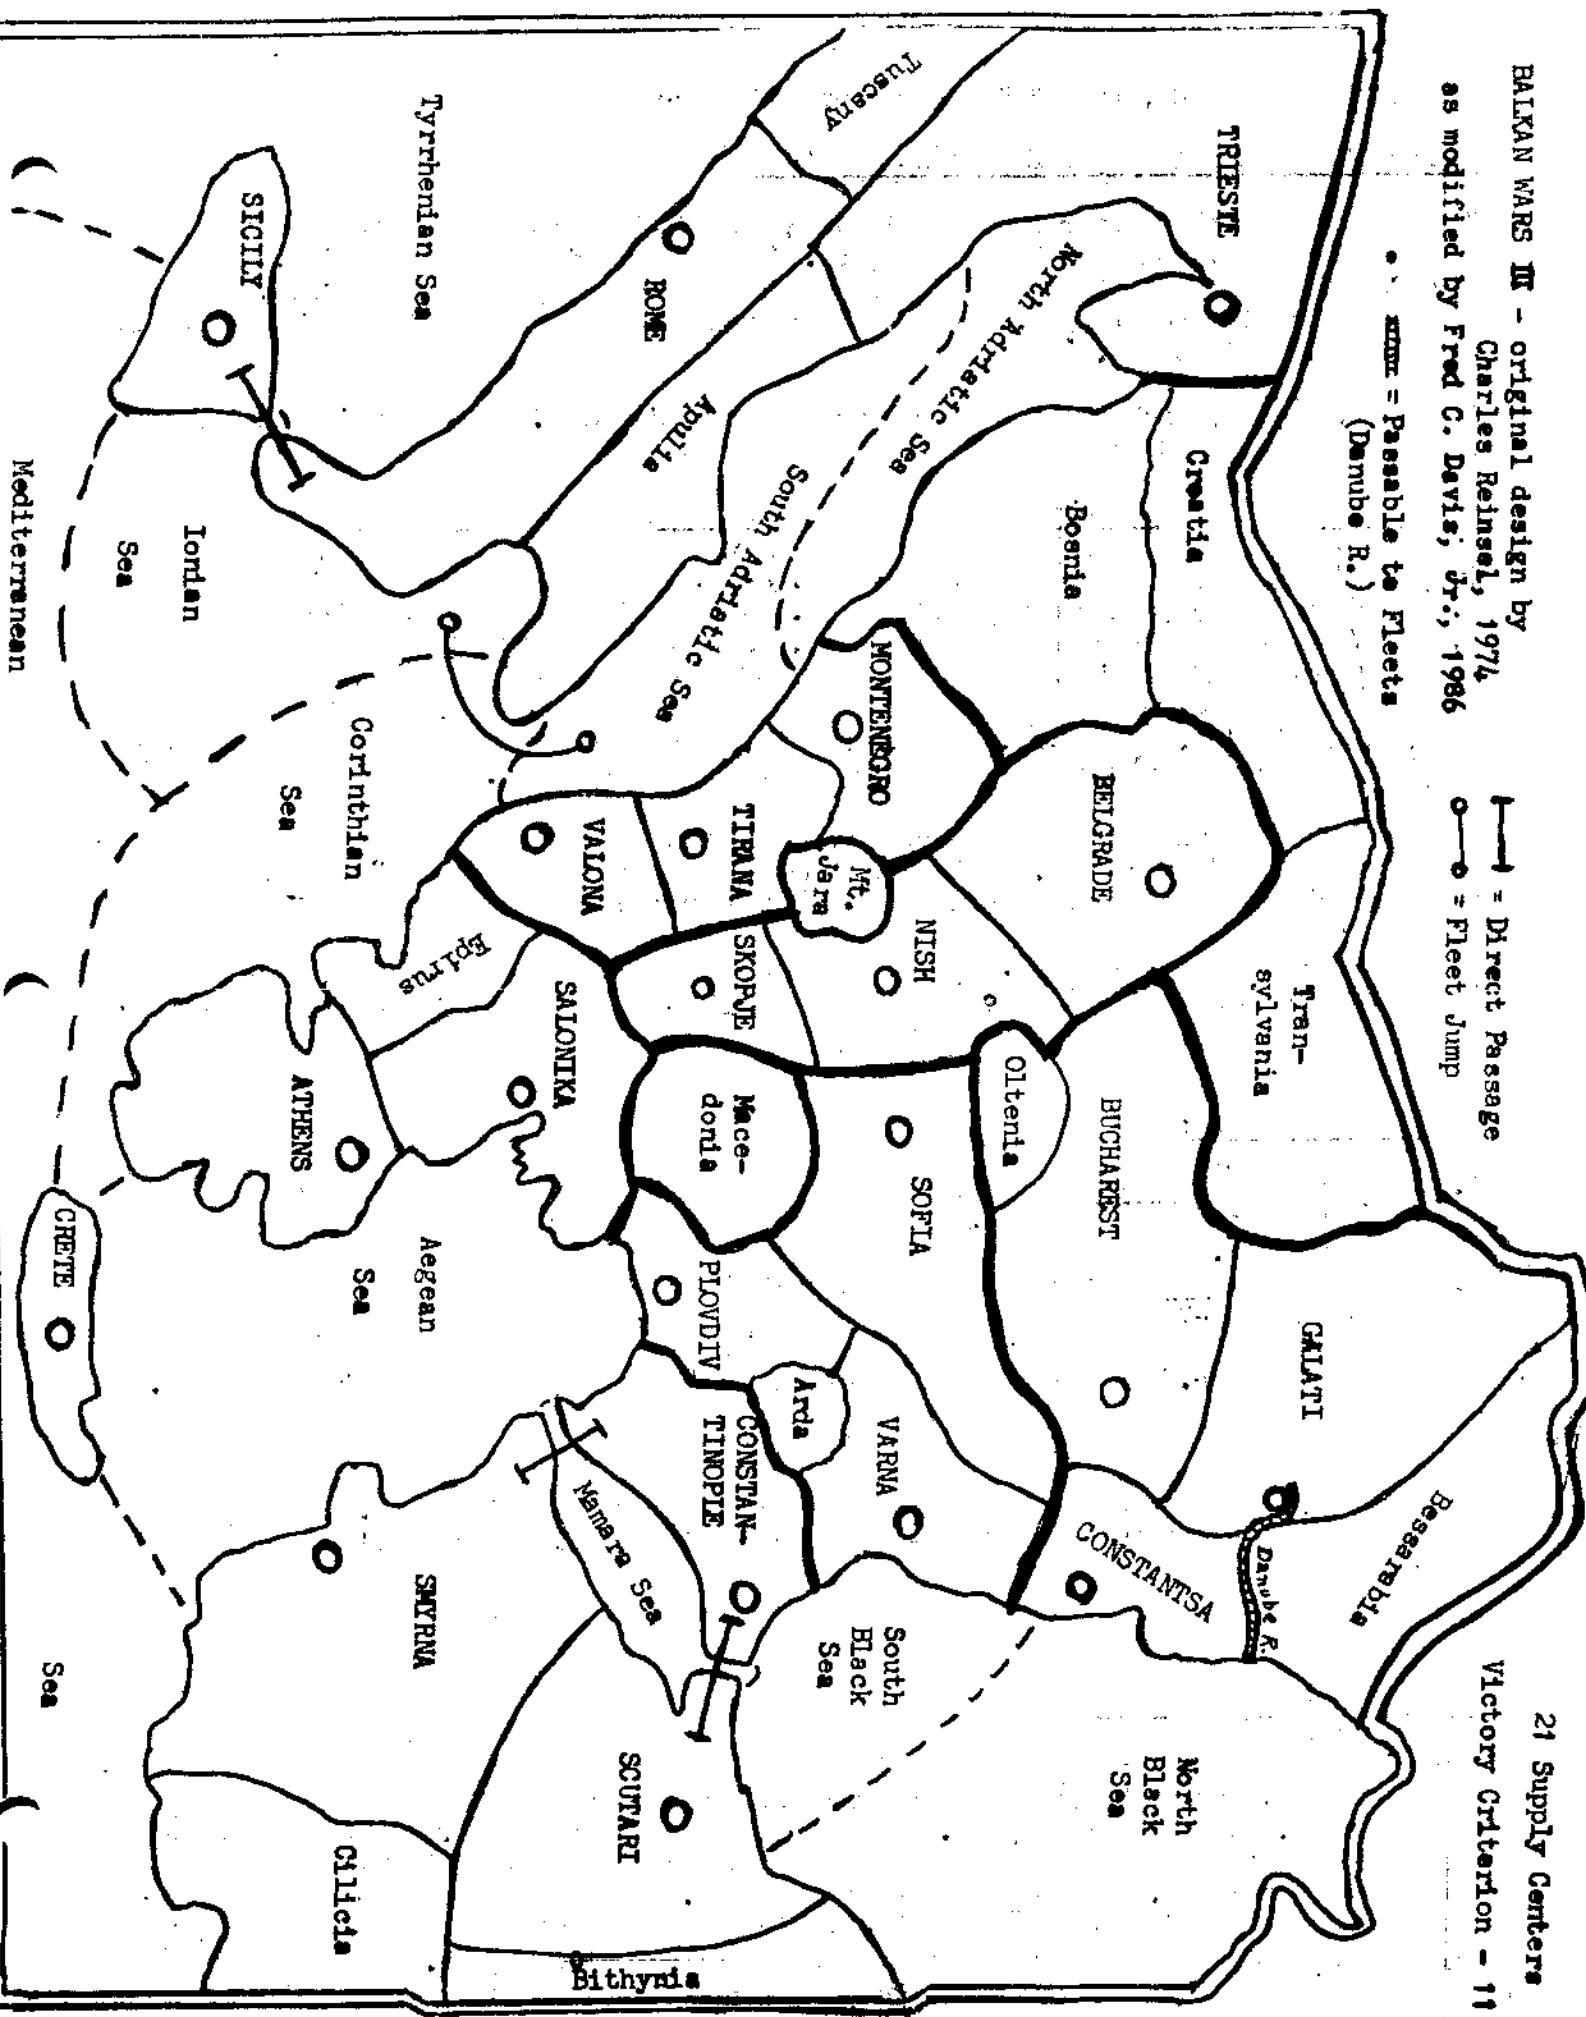 BALKAN WARS III - original design by
Charles Reinsel, 1974
as modified by Fred C. Davis, Jr., 1986
= Passable to Fleets
(Danube R.)
= Direct Passage
= Fleet Jump
21 Supply Centers
Victory Criterion - 11
TRIESTE
Tuscany
Croatia
North Adriatic Sea
Bosnia
Tran-
sylvania
BELGRADE
MONTENEGRO
Mt.
Jara
NISH
Oltenia
BUCHAREST
GALATI
Bessarabia
Danube R.
CONSTANTSA
North
Black
Sea
South
Black
Sea
ROME
Apulia
South Adriatic Sea
TIRANA
SKOPJE
Mace-
donia
SOFIA
PLOVDIV
Arda
VARNA
CONSTAN-
TINOPLE
VALONA
SALONIKA
Epirus
Mamara Sea
SCUTARI
Bithynia
Tyrrhenian Sea
SICILY
Ionian
Sea
Corinthian
Sea
ATHENS
Aegean
Sea
SMYRNA
Cilicia
CRETE
Mediterranean
Sea